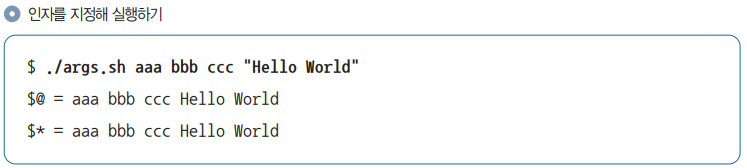 인자를 지정해 실행하기
$ ./args.sh aaa bbb ccc "Hello World"
$@ = aaa bbb ccc Hello World
$* = aaa bbb ccc Hello World